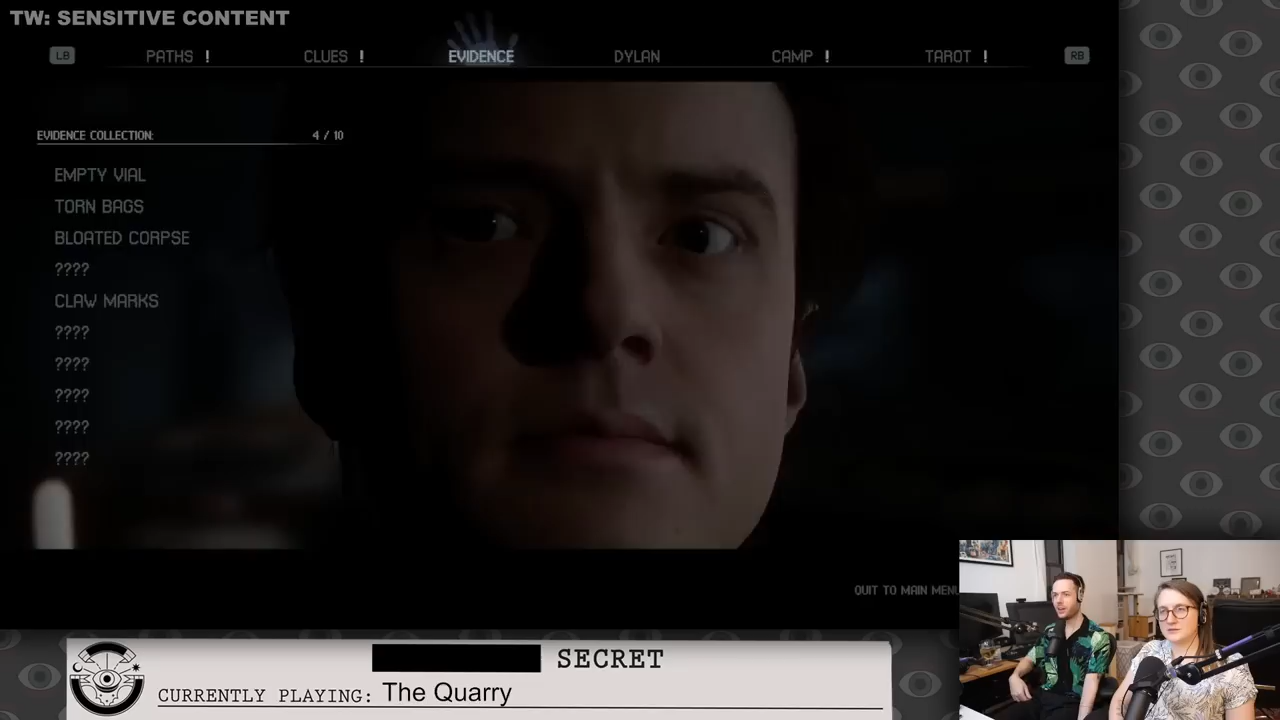 TW: SENSITIVE CONTENT
LB PATHS ! CLUES ! EVIDENCE DYLAN CAMP ! TAROT ! RB
EVIDENCE COLLECTION: 4 / 10
EMPTY VIAL
TORN BAGS
BLOATED CORPSE
????
CLAW MARKS
????
????
????
????
????
QUIT TO MAIN MENU
SECRET
CURRENTLY PLAYING: The Quarry